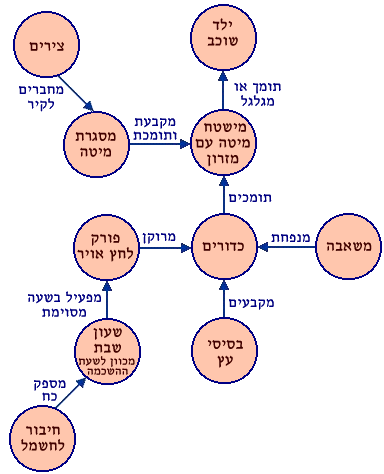 ילד
שוכב
צירים
תומך או
מגלגל
מחברים
לקיר
מסגרת
מיטה
מקבעת
ותומכת
מישטח
מיטה עם
מזרון
תומכים
פורק
לחץ אויר
מרוקן
כדורים
מנפחת
משאבה
מפעיל בשעה
מסוימת
מקבעים
שעון
שבת
מכוון לשעת
ההשכמה
בסיסי
עץ
מספק
כח
חיבור
לחשמל